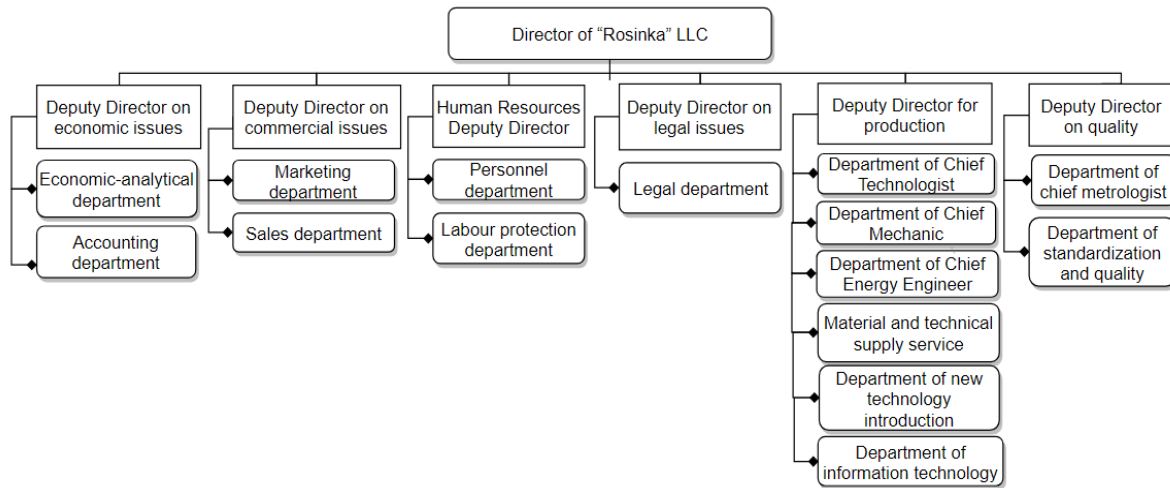 Director of “Rosinka” LLC
Deputy Director on
economic issues
Economic-analytical
department
Accounting
department
Deputy Director on
commercial issues
Marketing
department
Sales department
Human Resources
Deputy Director
Personnel
department
Labour protection
department
Deputy Director on
legal issues
Legal department
Deputy Director for
production
Department of Chief
Technologist
Department of Chief
Mechanic
Department of Chief
Energy Engineer
Material and technical
supply service
Department of new
technology
introduction
Department of
information technology
Deputy Director
on quality
Department of
chief metrologist
Department of
standardization
and quality